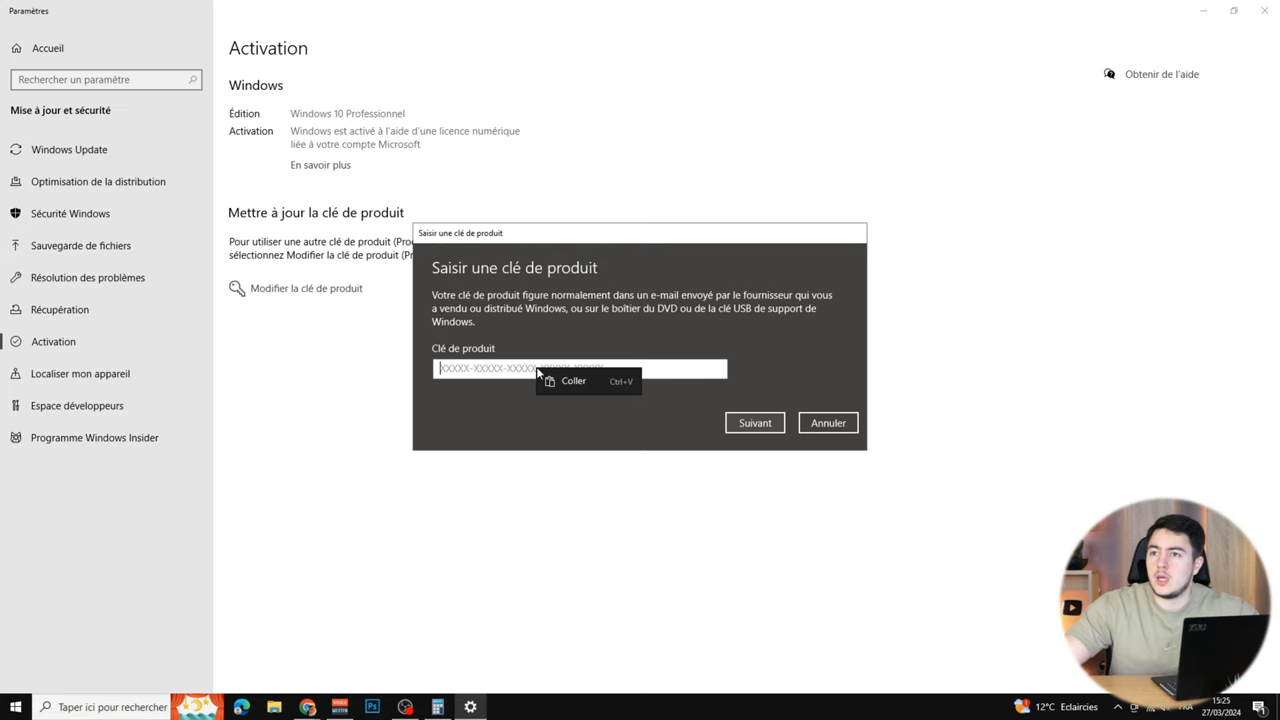 Paramètres
Accueil
Rechercher un paramètre
Mise à jour et sécurité
Windows Update
Optimisation de la distribution
Sécurité Windows
Sauvegarde de fichiers
Résolution des problèmes
Récupération
Activation
Localiser mon appareil
Espace développeurs
Programme Windows Insider
Activation
Windows
Édition Windows 10 Professionnel
Activation Windows est activé à l'aide d'une licence numérique
liée à votre compte Microsoft
En savoir plus
Mettre à jour la clé de produit
Pour utiliser une autre clé de produit (Proc
sélectionnez Modifier la clé de produit (Pr
Modifier la clé de produit
Obtenir de l'aide
Saisir une clé de produit
Saisir une clé de produit
Votre clé de produit figure normalement dans un e-mail envoyé par le fournisseur qui vous
a vendu ou distribué Windows, ou sur le boîtier du DVD ou de la clé USB de support de
Windows.
Clé de produit
XXXXX-XXXXX-XXXXX
Coller Ctrl+V
Suivant Annuler
Taper ici pour rechercher
12°C Eclaircies
FRA
15:25
27/03/2024